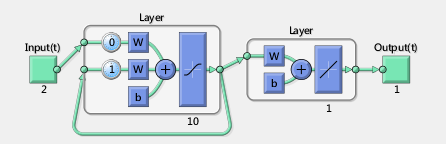 Layer
Layer
Input(t) 0 W W Output(t)
1 W + +
2 b b 1
10 1